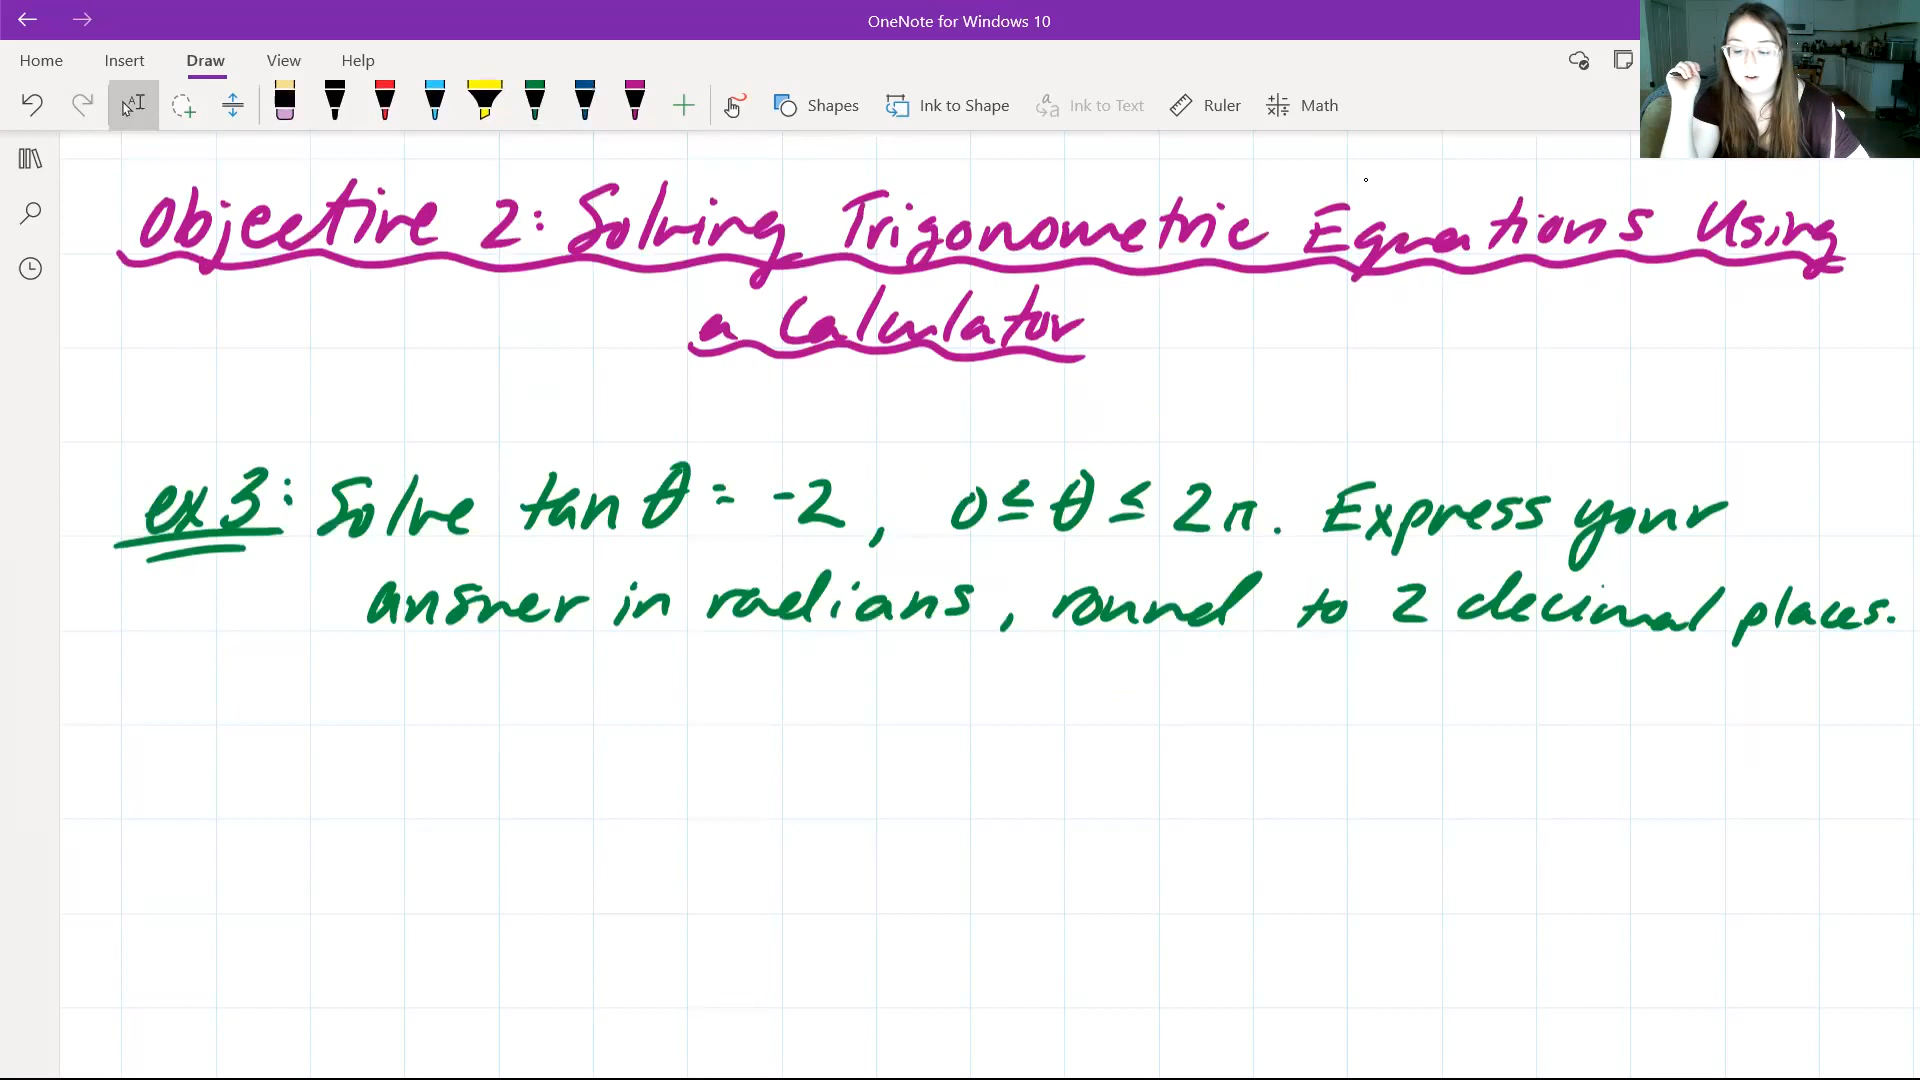 OneNote for Windows 10
Home Insert Draw View Help
Shapes Ink to Shape Ink to Text Ruler Math
Objective 2: Solving Trigonometric Equations Using
a Calculator
ex 3: Solve tan θ = -2, 0 ≤ θ ≤ 2π. Express your
answer in radians, round to 2 decimal places.